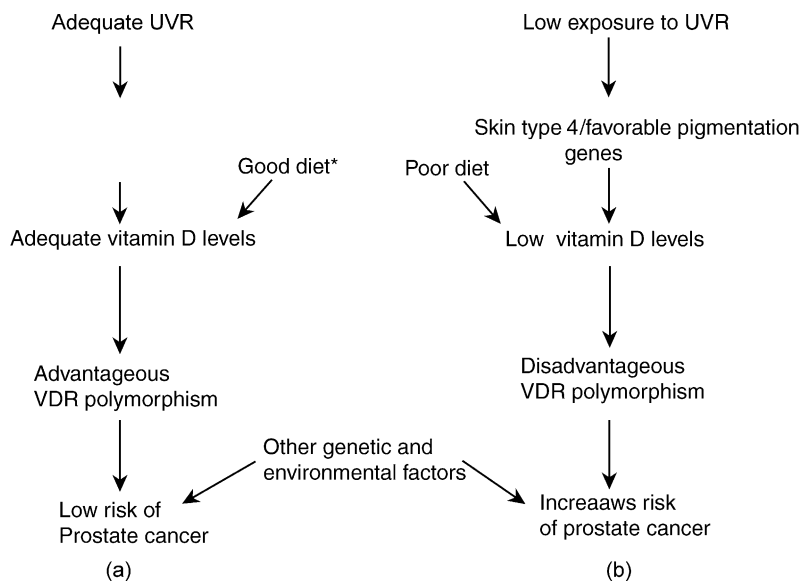 Adequate UVR
Good diet*
Adequate vitamin D levels
Advantageous
VDR polymorphism
Low risk of
Prostate cancer
(a)
Other genetic and
environmental factors
Low exposure to UVR
Skin type 4/favorable pigmentation
genes
Poor diet
Low vitamin D levels
Disadvantageous
VDR polymorphism
Increaaws risk
of prostate cancer
(b)